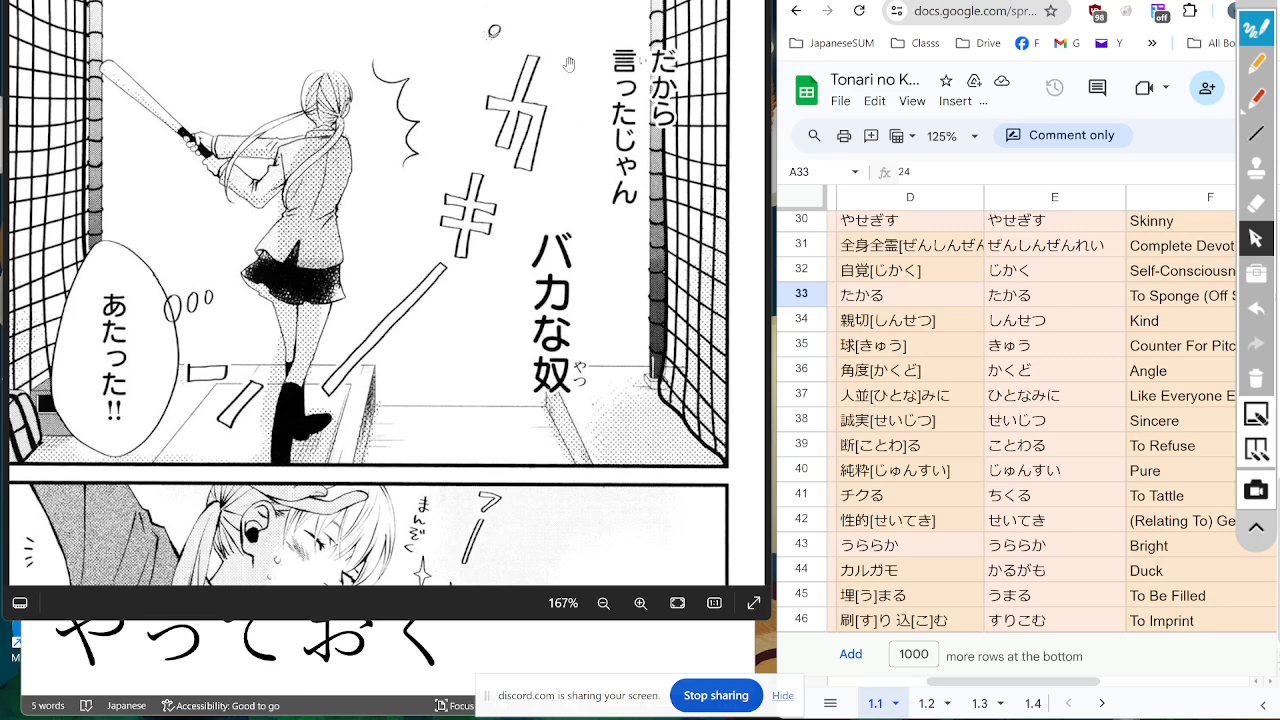 だから
言ったじゃん
い
バカな奴
やつ
カキーン
あたった!!
まんぞく
やっておく
167%
1:1
5 words
Japanese
Accessibility: Good to go
Focus
discord.com is sharing your screen.
Stop sharing
Hide
docs.google.com/spr...
98
off
JapaneseSUM
Class
Drive
F
G
Y
»
All Bo
Tonari no K...
File Edit View Insert ...
125%
Comment only
A33
fx 24
D E F
30 やせぎす やせぎす Skinny
31 全身全霊[ぜんしんぜん ぜんしんぜんれい Complete Devot
32 自覚[じかく] じかく Self-Consciousn
33 たかる たかる To Sponge (Off S
34 親切[しんせつ] しんせつ Kind
35 球[きゅう] きゅう Counter For Pitc
36 角度[かくど] かくど Angle
37 人並[ひとな]みに ひとなみに Like Everyone E
38 誠実[せいじつ] せいじつ Sincere
39 断[ことわ]る ことわる To Refuse
40 純粋[じゅんすい] じゅんすい Pure
41 チクる ちくる To Tattle
42 性的[せいてき] せいてき (Relating To) Ge
43 うららか うららか Bright
44 カルガモ かるがも Duck
45 埋[う]まる うまる To Be Filled
46 刷[す]り込[こ]む すりこむ To Imprint
Add 1000 more rows at the bottom
1.1 1.2 1.3 1.4